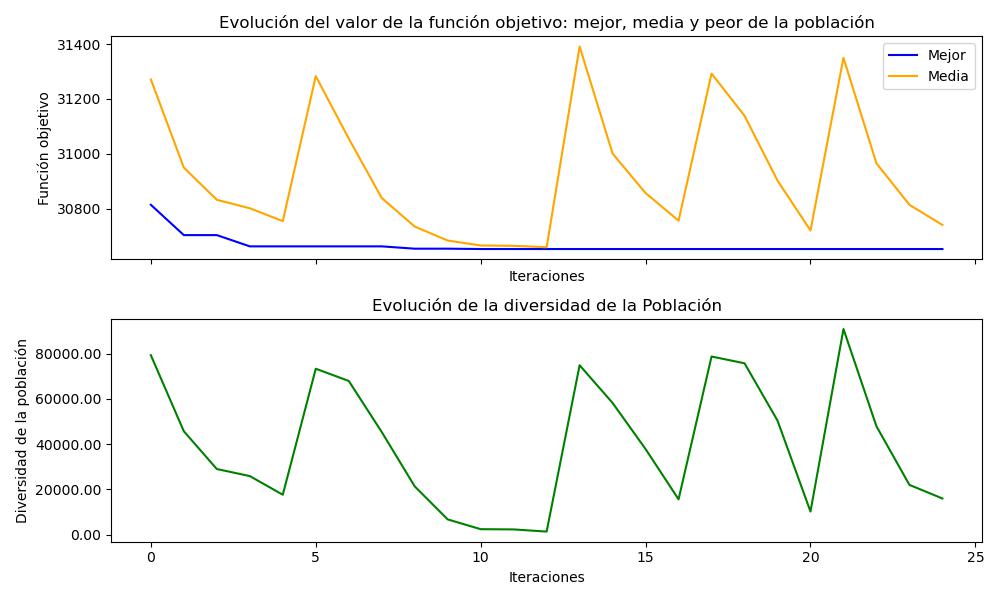 Evolución del valor de la función objetivo: mejor, media y peor de la población
31400
31200
31000
30800
Función objetivo
Mejor
Media
Iteraciones
Evolución de la diversidad de la Población
80000.00
60000.00
40000.00
20000.00
0.00
Diversidad de la población
0 5 10 15 20 25
Iteraciones